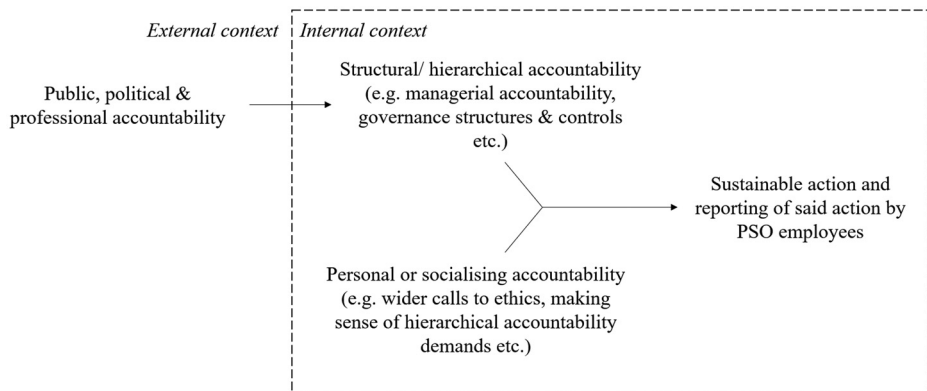 External context
Internal context
Public, political &
professional accountability
Structural/ hierarchical accountability
(e.g. managerial accountability,
governance structures & controls
etc.)
Sustainable action and
reporting of said action by
PSO employees
Personal or socialising accountability
(e.g. wider calls to ethics, making
sense of hierarchical accountability
demands etc.)